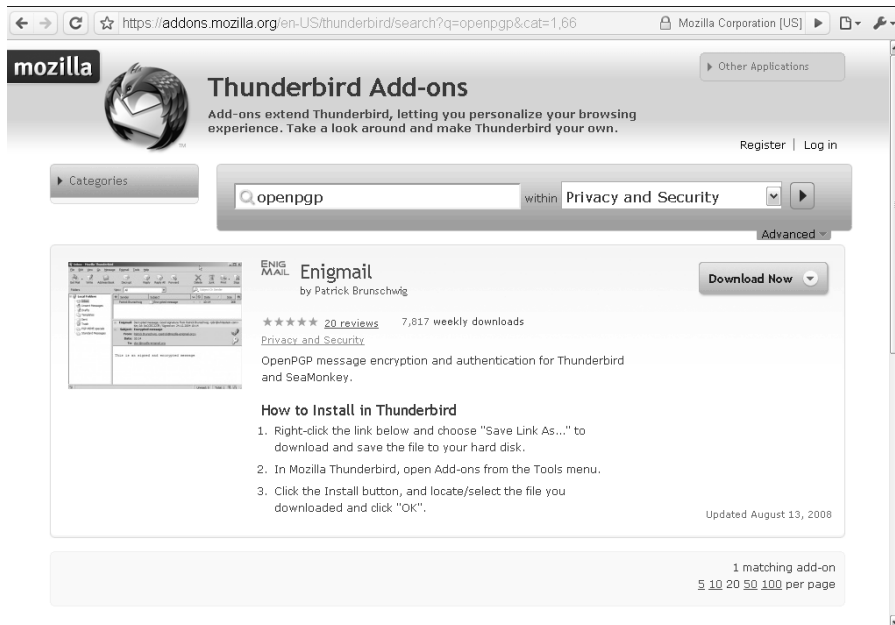 https://addons.mozilla.org/en-US/thunderbird/search?q=openpgp&cat=1,66
Mozilla Corporation [US]
mozilla
Other Applications
Thunderbird Add-ons
Add-ons extend Thunderbird, letting you personalize your browsing
experience. Take a look around and make Thunderbird your own.
TM
Register | Log in
Categories
openpgp
within
Privacy and Security
Advanced
ENIG
MAIL
Enigmail
by Patrick Brunschwig
Download Now
20 reviews
7,817 weekly downloads
Privacy and Security
OpenPGP message encryption and authentication for Thunderbird
and SeaMonkey.
How to Install in Thunderbird
1. Right-click the link below and choose "Save Link As..." to
download and save the file to your hard disk.
2. In Mozilla Thunderbird, open Add-ons from the Tools menu.
3. Click the Install button, and locate/select the file you
downloaded and click "OK".
Updated August 13, 2008
1 matching add-on
5 10 20 50 100 per page